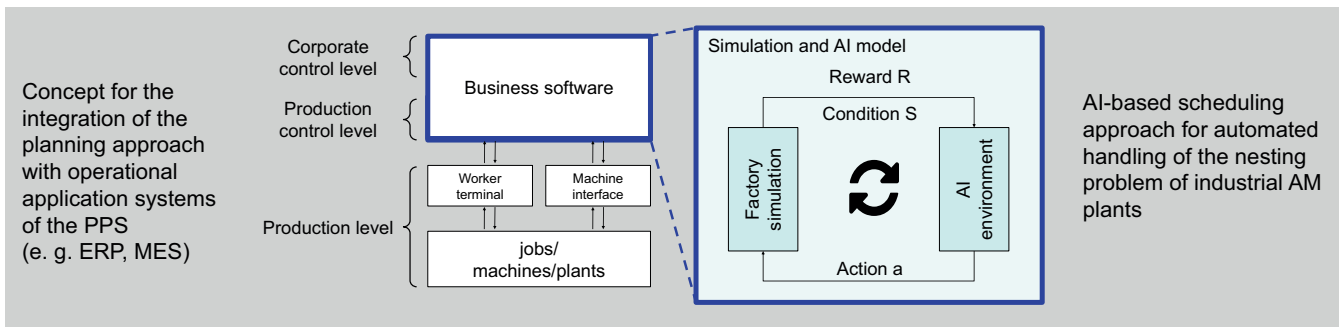 Concept for the
integration of the
planning approach
with operational
application systems
of the PPS
(e. g. ERP, MES)
Corporate
control level
Production
control level
Production level
Business software
Worker
terminal
Machine
interface
jobs/
machines/plants
Simulation and AI model
Reward R
Condition S
Factory
simulation
AI
environment
Action a
AI-based scheduling
approach for automated
handling of the nesting
problem of industrial AM
plants